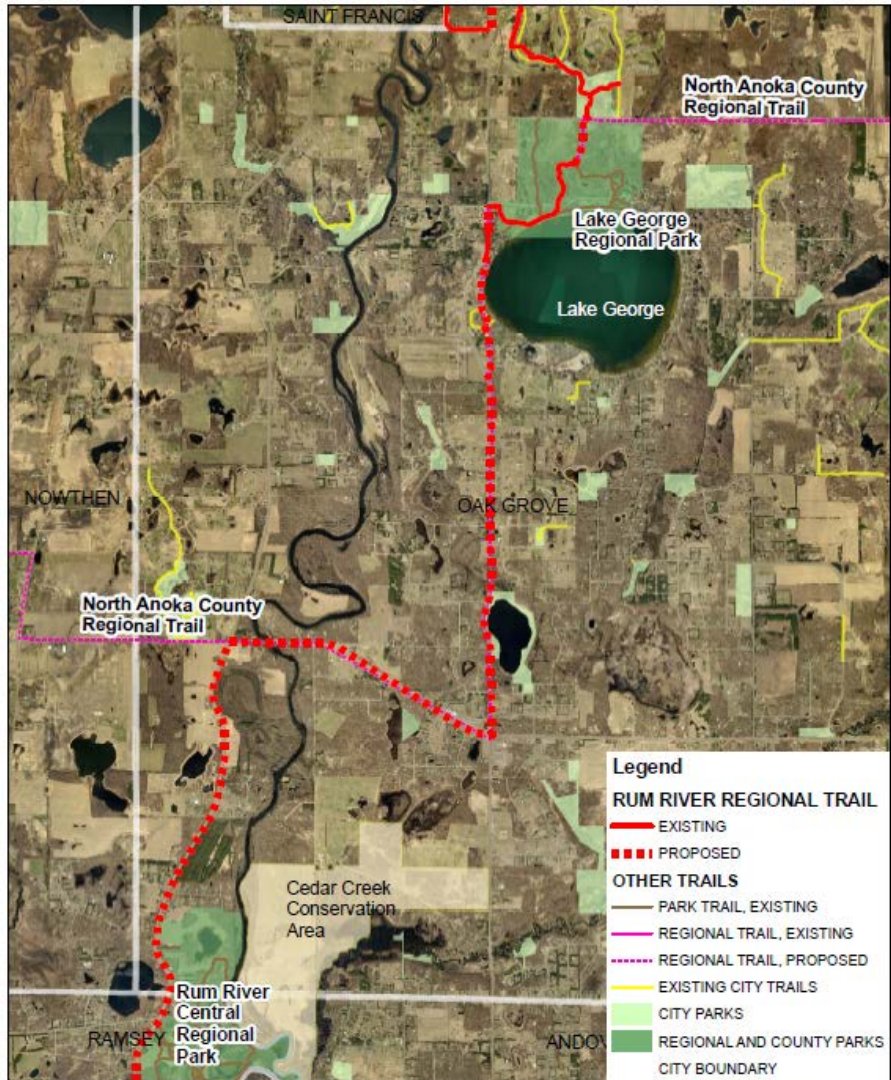 SAINT FRANCIS
North Anoka County
Regional Trail
Lake George
Regional Park
Lake George
NOWTHEN
OAK GROVE
North Anoka County
Regional Trail
Cedar Creek
Conservation
Area
Rum River
Central
Regional
Park
RAMSEY
ANDOV
Legend
RUM RIVER REGIONAL TRAIL
EXISTING
PROPOSED
OTHER TRAILS
PARK TRAIL, EXISTING
REGIONAL TRAIL, EXISTING
REGIONAL TRAIL, PROPOSED
EXISTING CITY TRAILS
CITY PARKS
REGIONAL AND COUNTY PARKS
CITY BOUNDARY